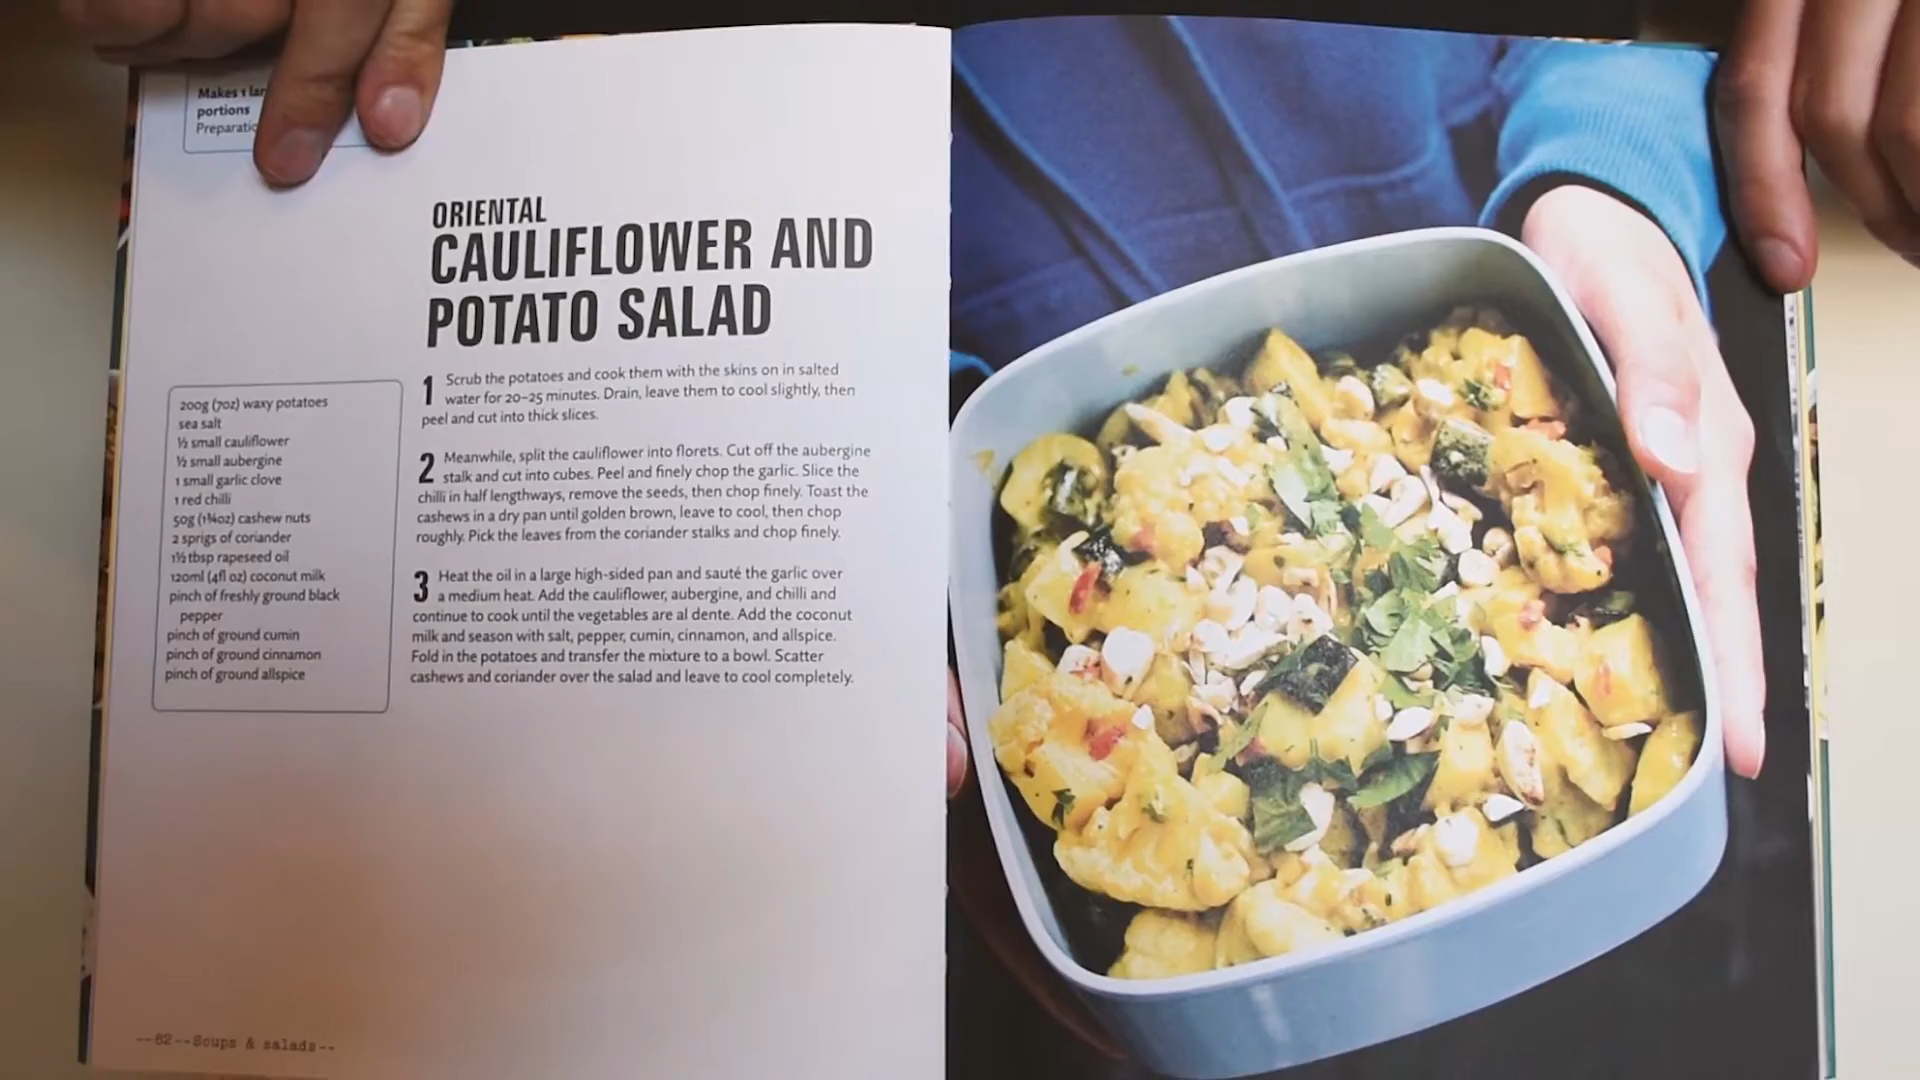 Makes 1
portions
ORIENTAL
CAULIFLOWER AND
POTATO SALAD
200g (7oz) waxy potatoes
sea salt
½ small cauliflower
½ small aubergine
1 small garlic clove
1 red chilli
50g (1¾oz) cashew nuts
2 sprigs of coriander
1½ tbsp rapeseed oil
120ml (4fl oz) coconut milk
pinch of freshly ground black
pepper
pinch of ground cumin
pinch of ground cinnamon
pinch of ground allspice
1 Scrub the potatoes and cook them with the skins on in salted
water for 20–25 minutes. Drain, leave them to cool slightly, then
peel and cut into thick slices.
2 Meanwhile, split the cauliflower into florets. Cut off the aubergine
stalk and cut into cubes. Peel and finely chop the garlic. Slice the
chilli in half lengthways, remove the seeds, then chop finely. Toast the
cashews in a dry pan until golden brown, leave to cool, then chop
roughly. Pick the leaves from the coriander stalks and chop finely.
3 Heat the oil in a large high-sided pan and sauté the garlic over
a medium heat. Add the cauliflower, aubergine, and chilli and
continue to cook until the vegetables are al dente. Add the coconut
milk and season with salt, pepper, cumin, cinnamon, and allspice.
Fold in the potatoes and transfer the mixture to a bowl. Scatter
cashews and coriander over the salad and leave to cool completely.
--62--Soups & salads--